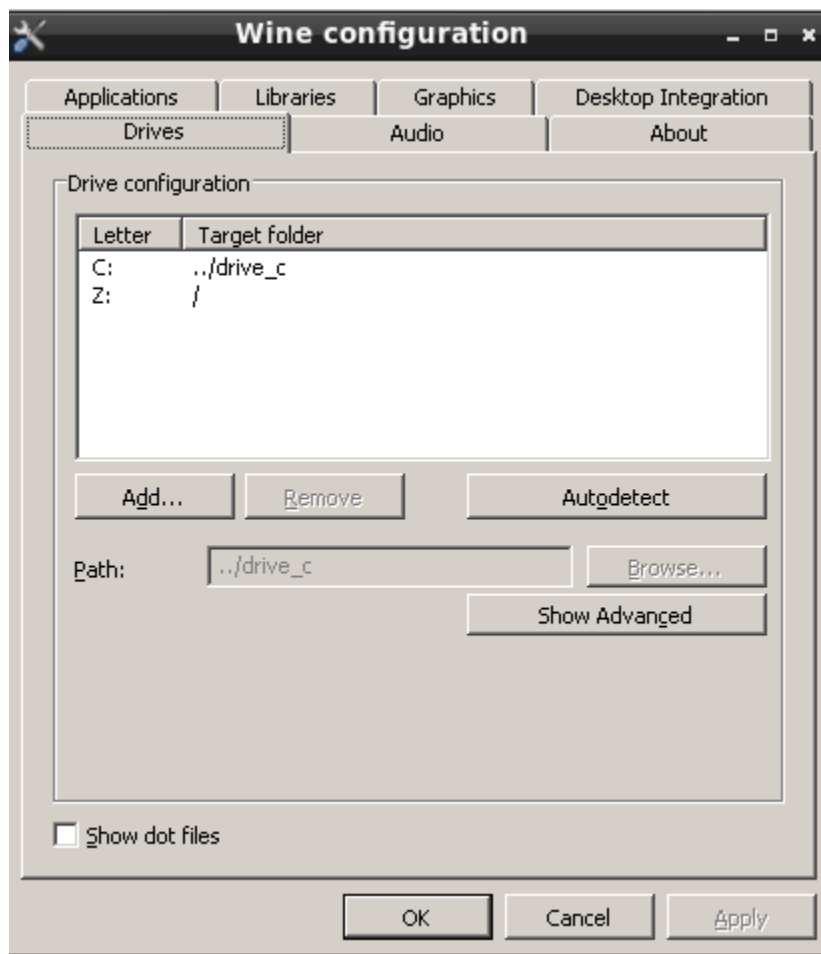 Wine configuration
Applications Libraries Graphics Desktop Integration
Drives Audio About
Drive configuration
Letter Target folder
C: ../drive_c
Z: /
Add... Remove Autodetect
Path: ../drive_c Browse...
Show Advanced
Show dot files
OK Cancel Apply